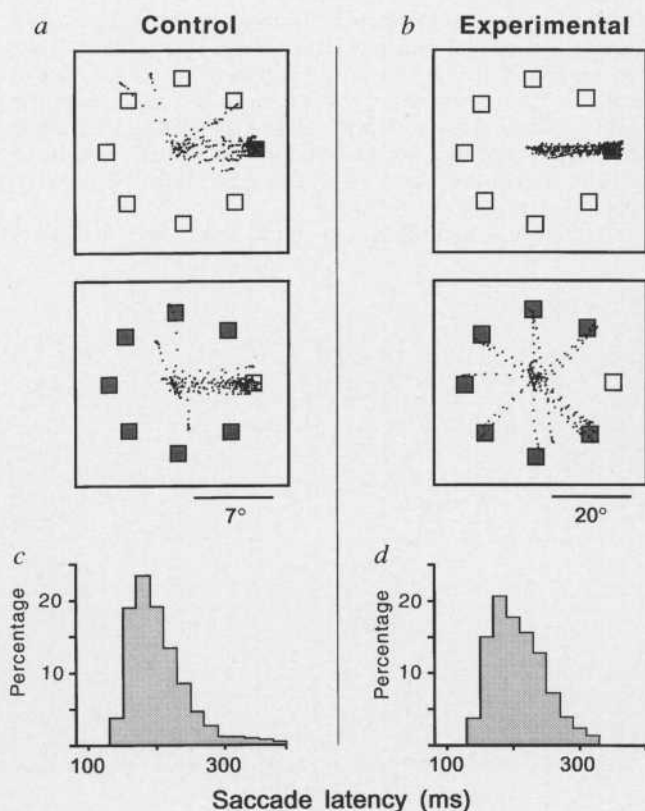 a Control
b Experimental
7°
20°
c
d
Percentage
20
10
100
300
Percentage
20
10
100
300
Saccade latency (ms)